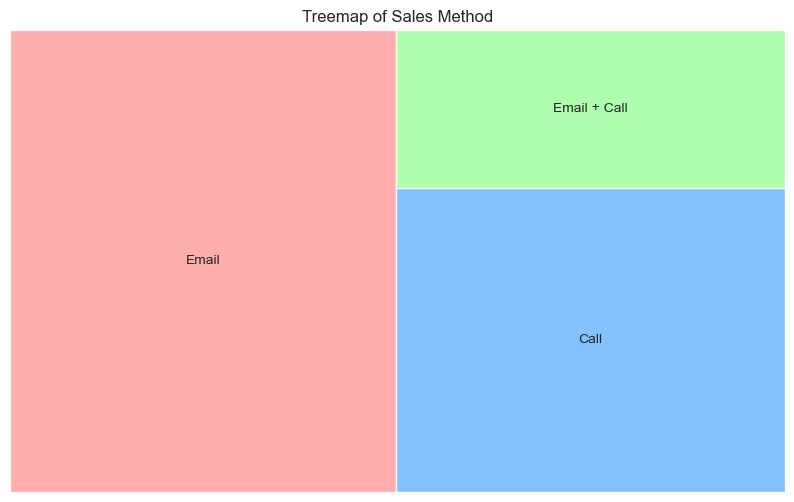 Treemap of Sales Method
Email + Call
Email
Call